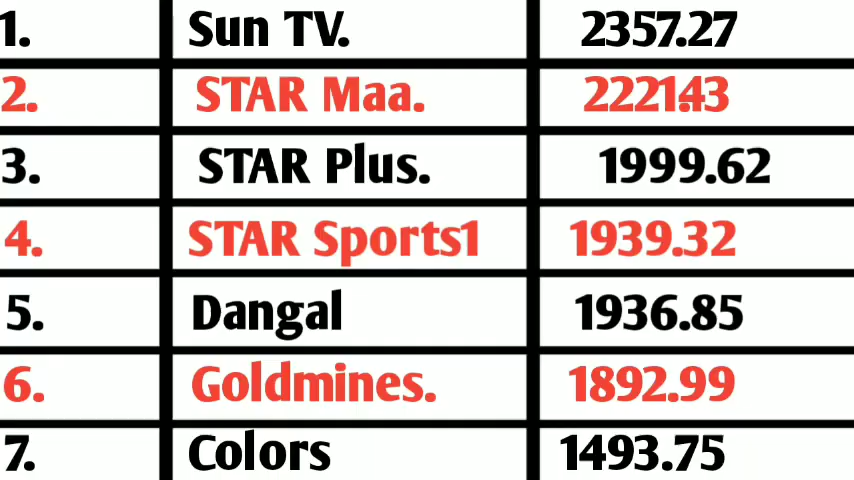 1. Sun TV. 2357.27
2. STAR Maa. 2221.43
3. STAR Plus. 1999.62
4. STAR Sports1 1939.32
5. Dangal 1936.85
6. Goldmines. 1892.99
7. Colors 1493.75